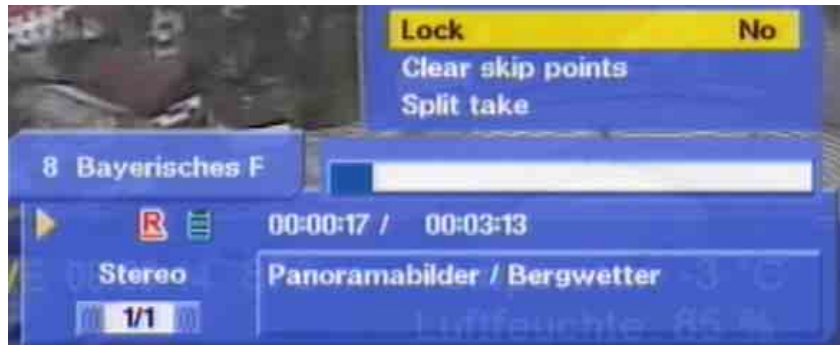 Lock No
Clear skip points
Split take
8 Bayerisches F
R
00:00:17 / 00:03:13
Stereo
Panoramabilder / Bergwetter
-3 °C
1/1
Luftfeuchte 85 %